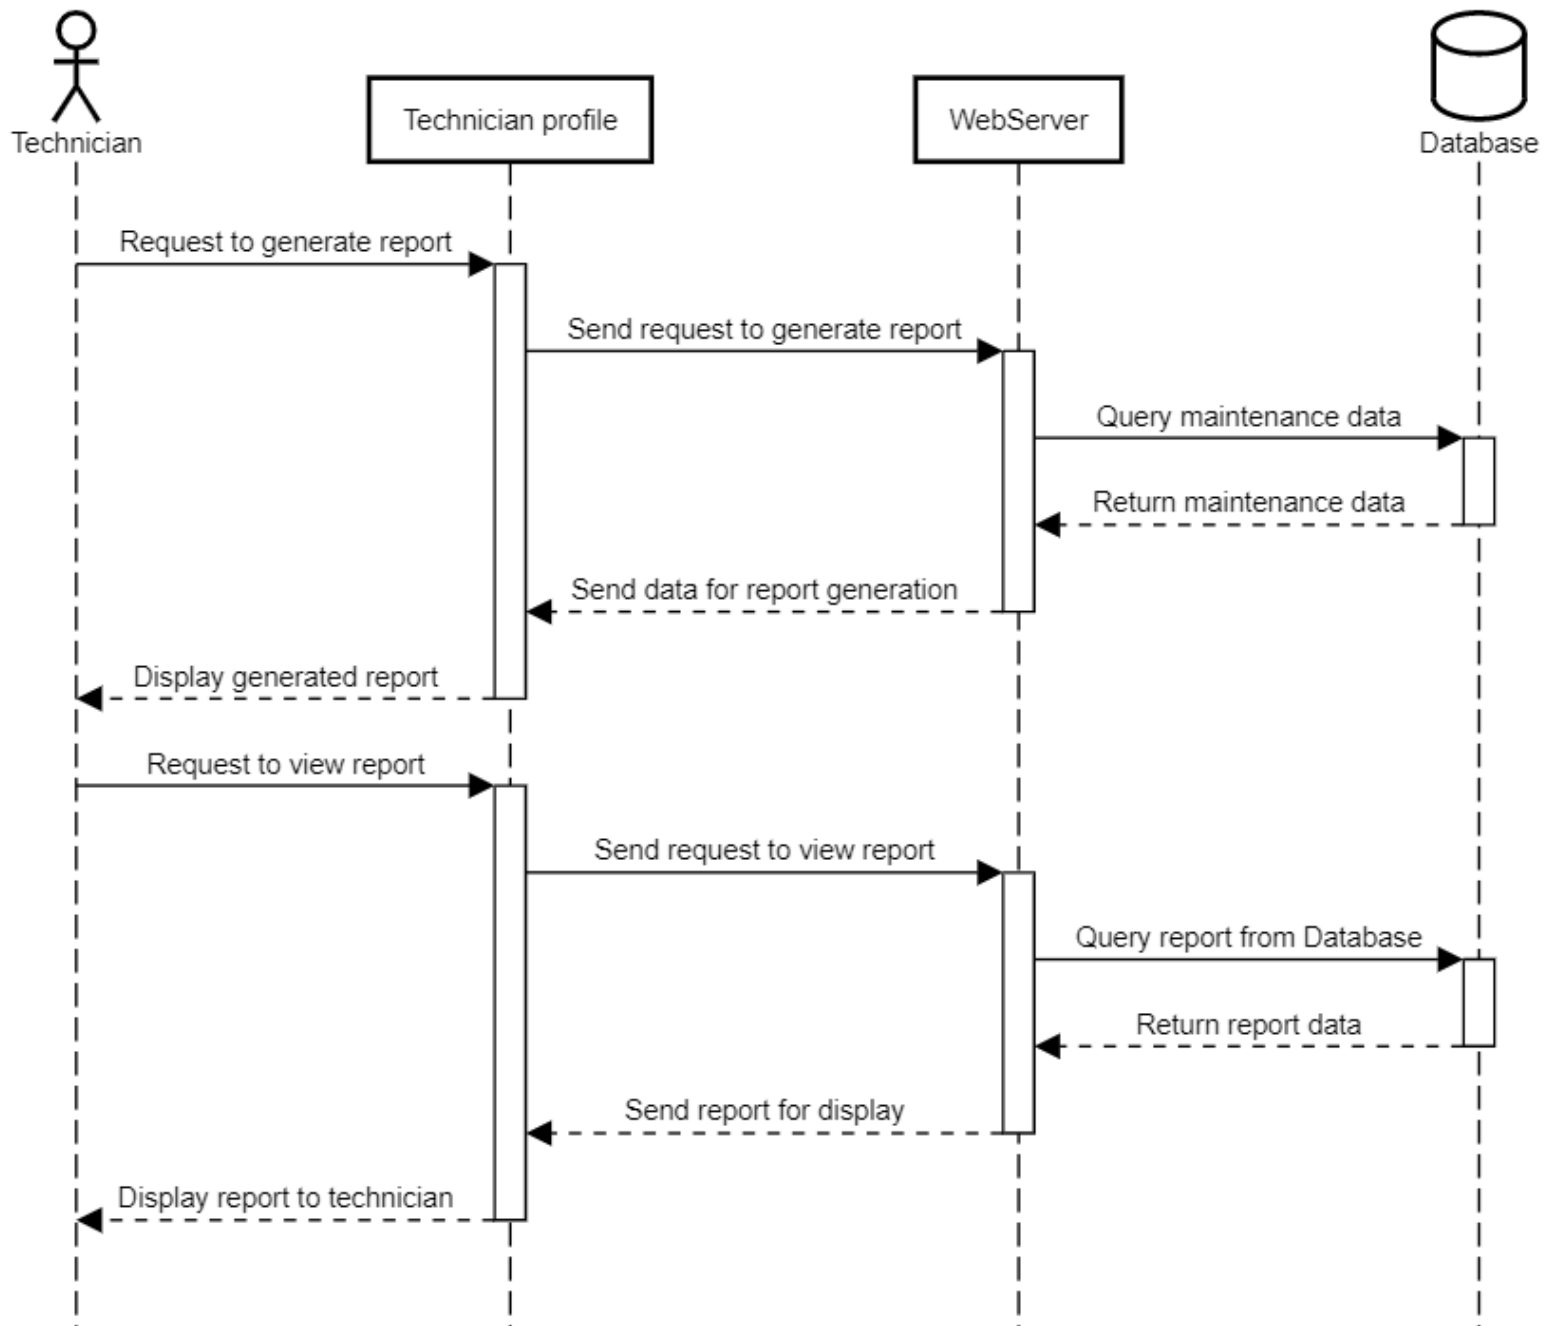 Technician
Technician profile
WebServer
Database
Request to generate report
Send request to generate report
Query maintenance data
Return maintenance data
Send data for report generation
Display generated report
Request to view report
Send request to view report
Query report from Database
Return report data
Send report for display
Display report to technician